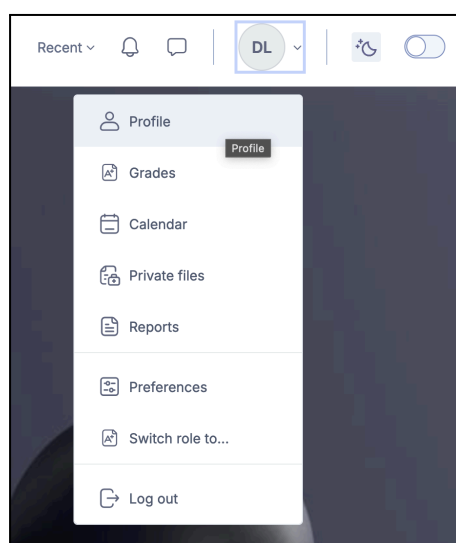 Recent
DL
Profile
Profile
Grades
Calendar
Private files
Reports
Preferences
Switch role to...
Log out